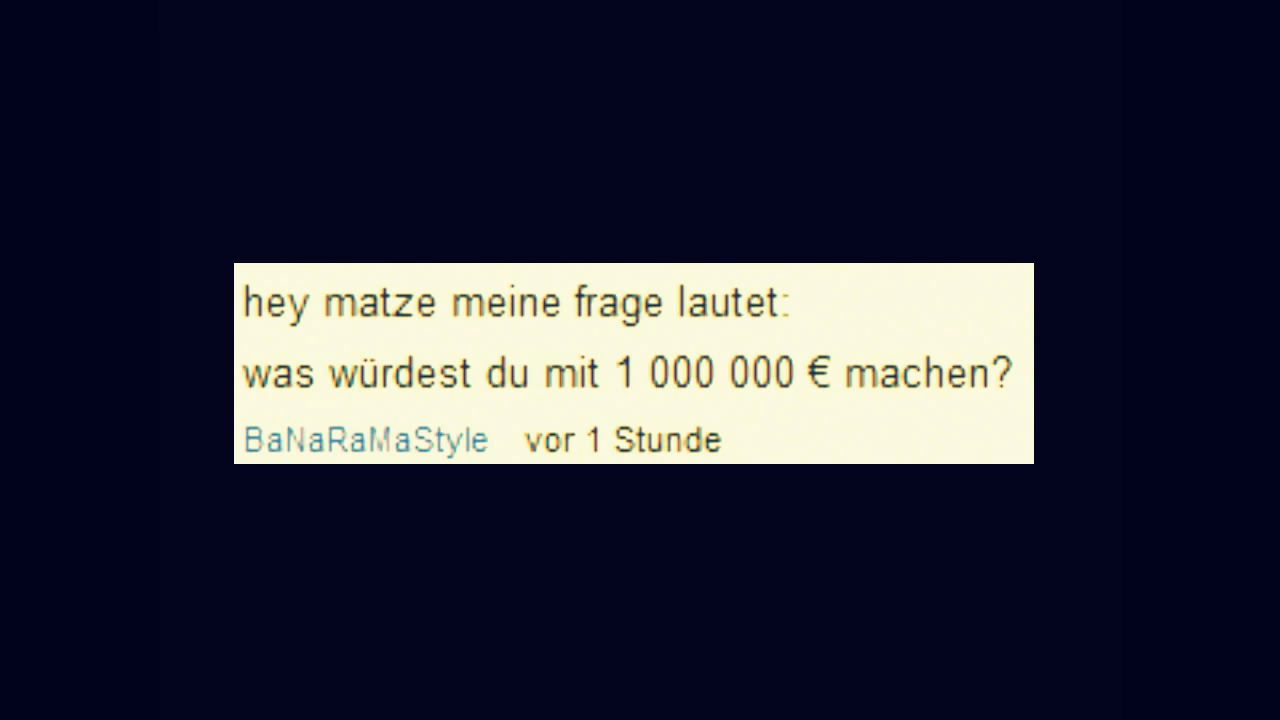 hey matze meine frage lautet:
was würdest du mit 1 000 000 € machen?
BaNaRaMaStyle vor 1 Stunde